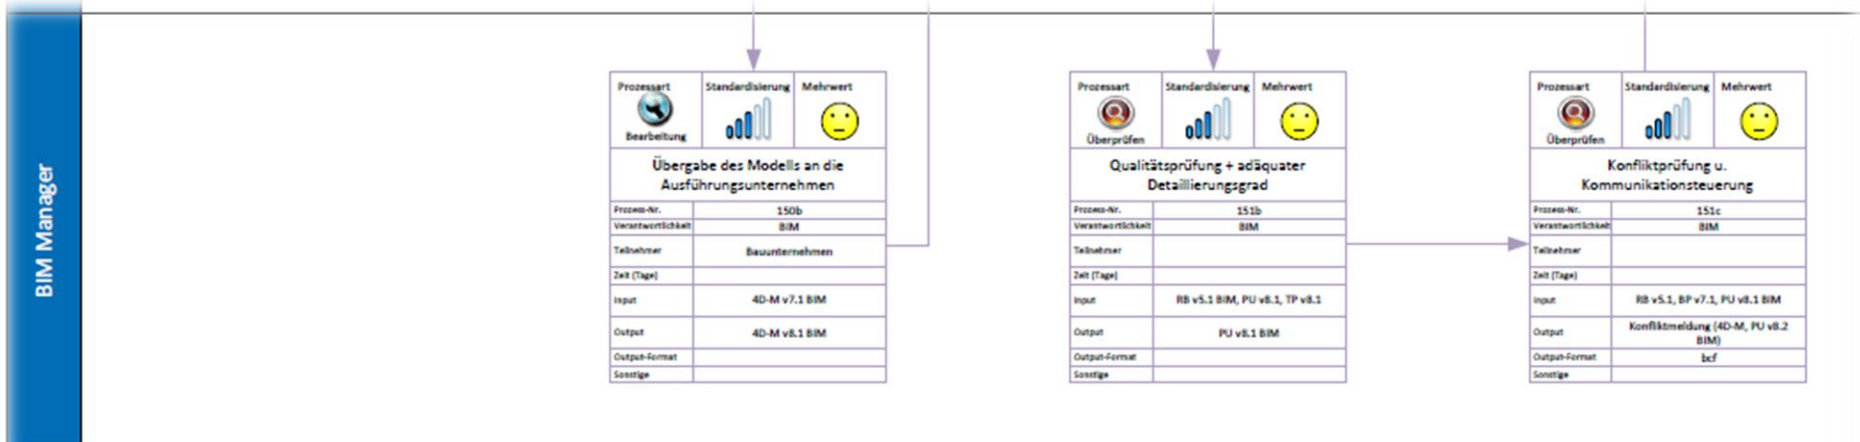 BIM Manager
Prozessart Standardisierung Mehrwert
Bearbeitung
Übergabe des Modells an die
Ausführungsunternehmen
Prozess-Nr. 150b
Verantwortlichkeit BIM
Teilnehmer Bauunternehmen
Zeit (Tage)
Input 4D-M v7.1 BIM
Output 4D-M v8.1 BIM
Output-Format
Sonstige
Prozessart Standardisierung Mehrwert
Überprüfen
Qualitätsprüfung + adäquater
Detaillierungsgrad
Prozess-Nr. 151b
Verantwortlichkeit BIM
Teilnehmer
Zeit (Tage)
Input RB v5.1 BIM, PU v8.1, TP v8.1
Output PU v8.1 BIM
Output-Format
Sonstige
Prozessart Standardisierung Mehrwert
Überprüfen
Konfliktprüfung u.
Kommunikationsteuerung
Prozess-Nr. 151c
Verantwortlichkeit BIM
Teilnehmer
Zeit (Tage)
Input RB v5.1, BP v7.1, PU v8.1 BIM
Output Konfliktmeldung (4D-M, PU v8.2
BIM)
Output-Format bcf
Sonstige